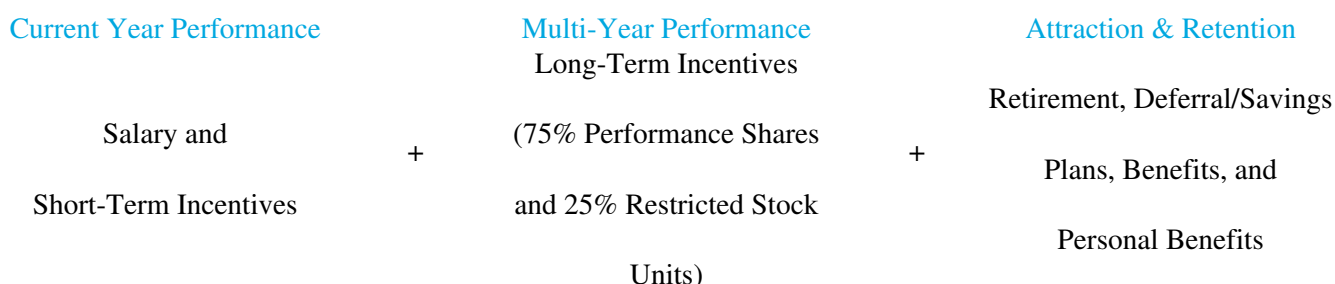 Current Year Performance
Salary and
Short-Term Incentives
+
Multi-Year Performance
Long-Term Incentives
(75% Performance Shares
and 25% Restricted Stock
Units)
+
Attraction & Retention
Retirement, Deferral/Savings
Plans, Benefits, and
Personal Benefits